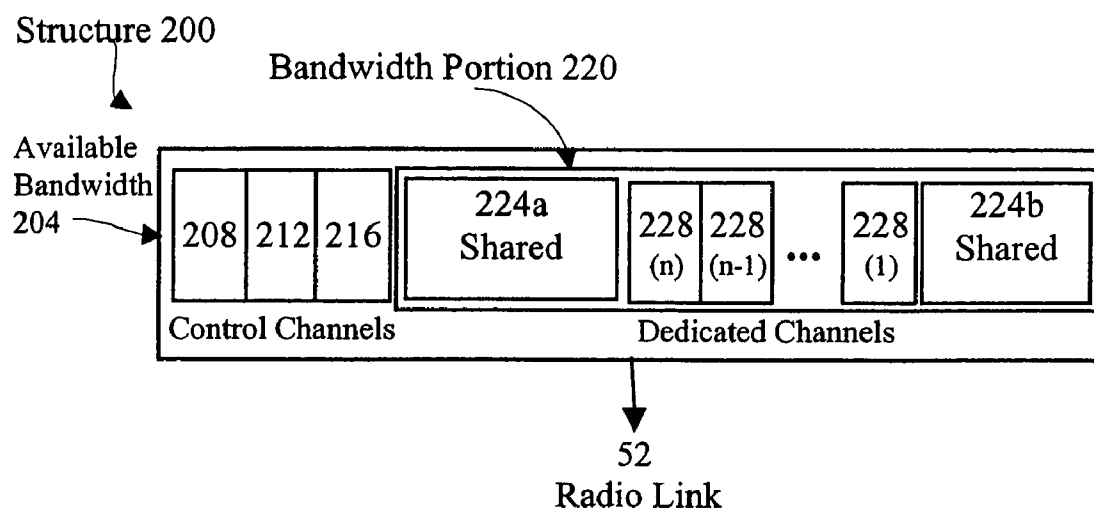 Structure 200
Bandwidth Portion 220
Available
Bandwidth
204
208 212 216
224a
Shared
228
(n)
228
(n-1)
...
228
(1)
224b
Shared
Control Channels
Dedicated Channels
52
Radio Link